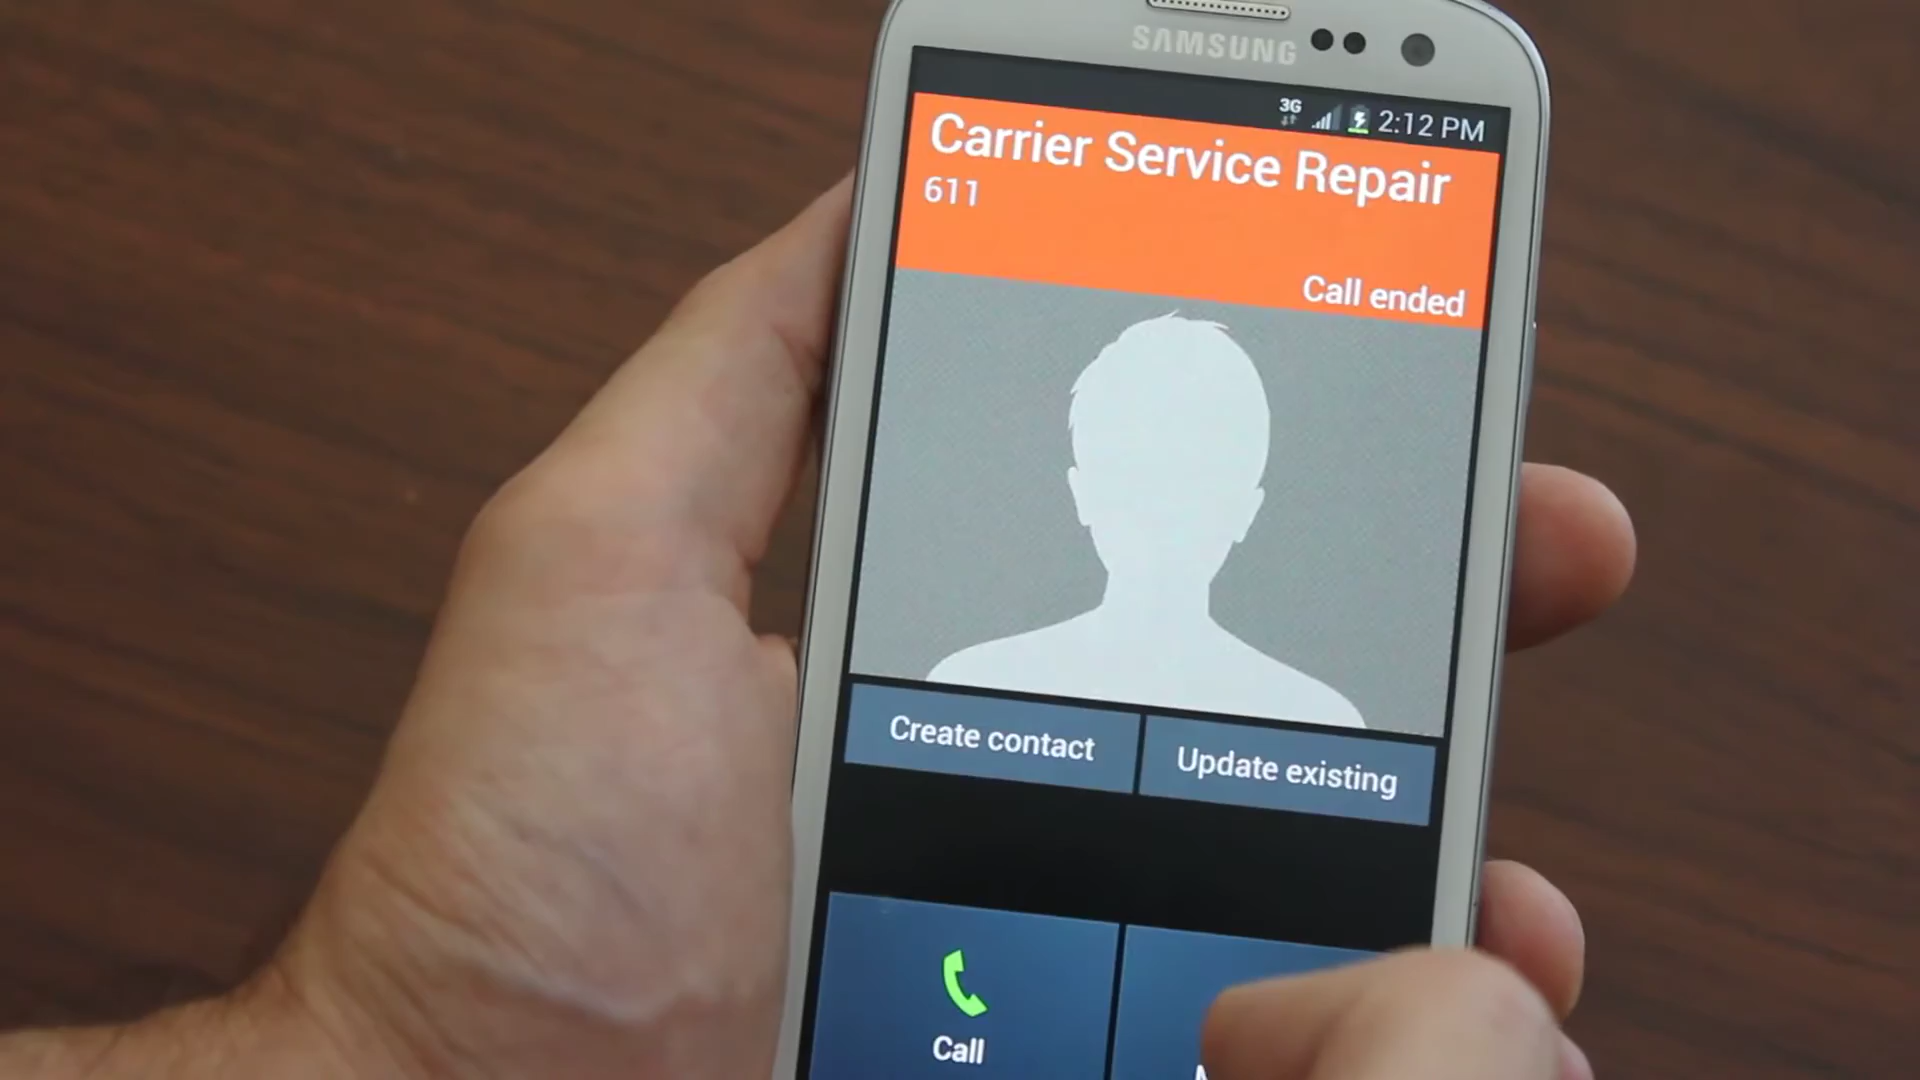 SAMSUNG
3G 2:12 PM
Carrier Service Repair
611
Call ended
Create contact
Update existing
Call